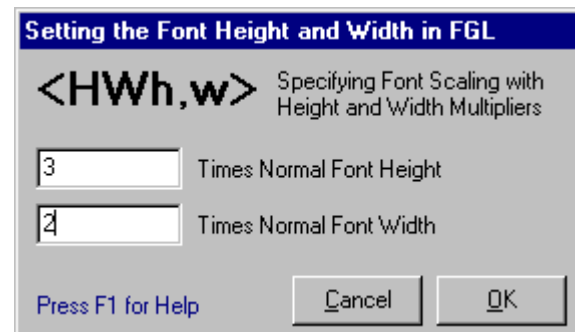 Setting the Font Height and Width in FGL
<HWh,w>
Specifying Font Scaling with
Height and Width Multipliers
3 Times Normal Font Height
2 Times Normal Font Width
Press F1 for Help Cancel OK